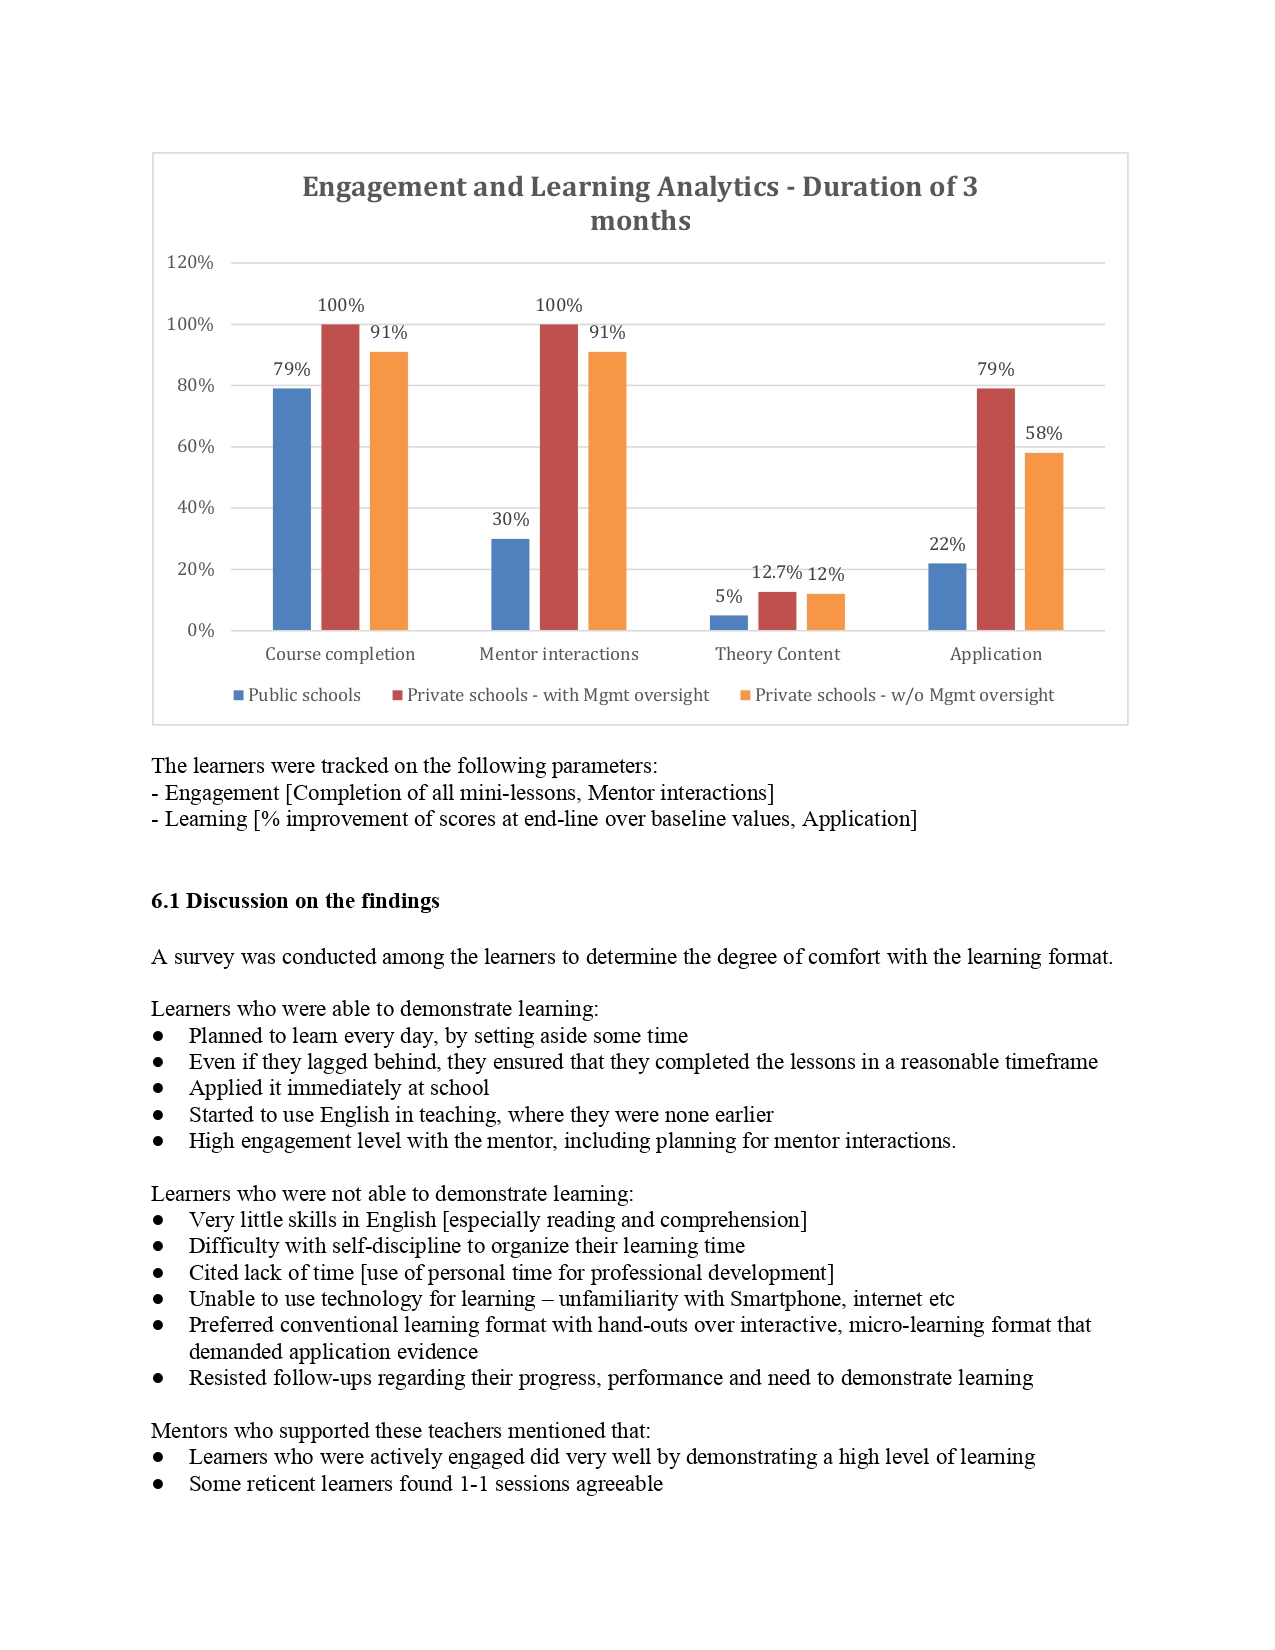 Engagement and Learning Analytics - Duration of 3
months
120%
100%
80%
60%
40%
20%
0%
79%
100%
91%
30%
100%
91%
5%
12.7%
12%
22%
79%
58%
Course completion
Mentor interactions
Theory Content
Application
Public schools
Private schools - with Mgmt oversight
Private schools - w/o Mgmt oversight
The learners were tracked on the following parameters:
- Engagement [Completion of all mini-lessons, Mentor interactions]
- Learning [% improvement of scores at end-line over baseline values, Application]
6.1 Discussion on the findings
A survey was conducted among the learners to determine the degree of comfort with the learning format.
Learners who were able to demonstrate learning:
● Planned to learn every day, by setting aside some time
● Even if they lagged behind, they ensured that they completed the lessons in a reasonable timeframe
● Applied it immediately at school
● Started to use English in teaching, where they were none earlier
● High engagement level with the mentor, including planning for mentor interactions.
Learners who were not able to demonstrate learning:
● Very little skills in English [especially reading and comprehension]
● Difficulty with self-discipline to organize their learning time
● Cited lack of time [use of personal time for professional development]
● Unable to use technology for learning – unfamiliarity with Smartphone, internet etc
● Preferred conventional learning format with hand-outs over interactive, micro-learning format that
demanded application evidence
● Resisted follow-ups regarding their progress, performance and need to demonstrate learning
Mentors who supported these teachers mentioned that:
● Learners who were actively engaged did very well by demonstrating a high level of learning
● Some reticent learners found 1-1 sessions agreeable